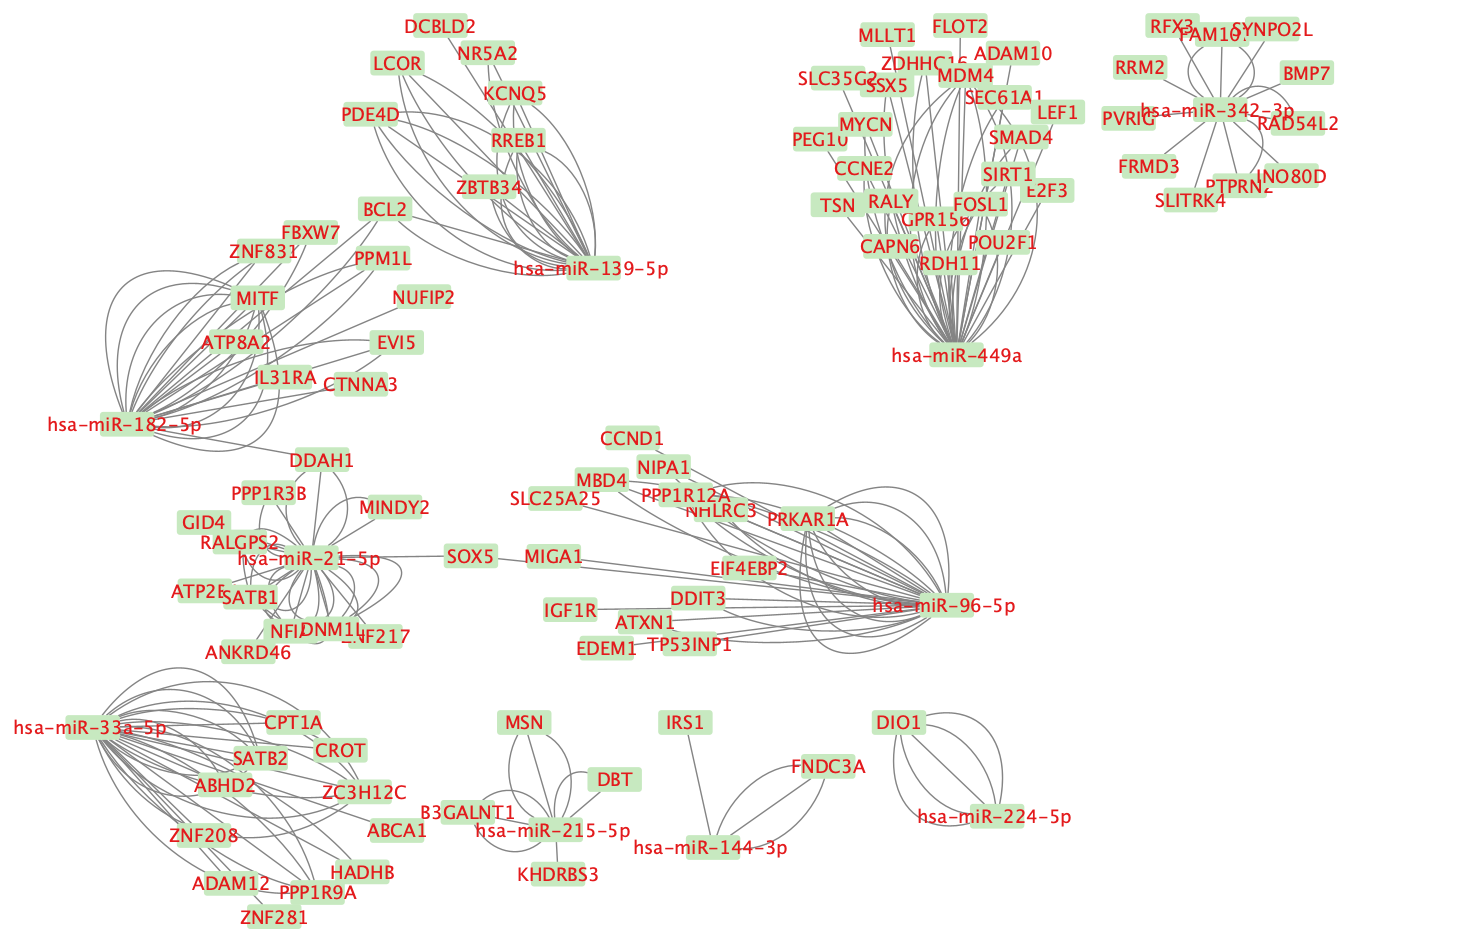 DCBLD2
NR5A2
LCOR
KCNQ5
PDE4D
RREB1
ZBTB34
BCL2
FBXW7
ZNF831
PPM1L
hsa-miR-139-5p
MITF
NUFIP2
ATP8A2
EVI5
IL31RA
CTNNA3
hsa-miR-182-5p
FLOT2
MLLT1
ADAM10
ZDHHC16
MDM4
SLC35G2
SSX5
SEC61A1
LEF1
MYCN
SMAD4
PEG10
CCNE2
SIRT1
E2F3
TSN
RALY
FOSL1
GPR156
CAPN6
POU2F1
RDH11
hsa-miR-449a
RFX3
SYNPO2L
RRM2
BMP7
hsa-miR-342-3p
PVRIG
RAD54L2
FRMD3
INO80D
PTPRN2
SLITRK4
DDAH1
PPP1R3B
MINDY2
GID4
RALGPS2
hsa-miR-21-5p
SOX5
SATB1
DNM1L
ZNF217
ANKRD46
CCND1
NIPA1
MBD4
SLC25A25
PPP1R12A
NHLRC3
PRKAR1A
MIGA1
EIF4EBP2
DDIT3
hsa-miR-96-5p
IGF1R
ATXN1
EDEM1
TP53INP1
hsa-miR-33a-5p
CPT1A
CROT
SATB2
ABHD2
ZC3H12C
ZNF208
ABCA1
HADHB
ADAM12
PPP1R9A
ZNF281
MSN
DBT
B3GALNT1
hsa-miR-215-5p
KHDRBS3
IRS1
FNDC3A
hsa-miR-144-3p
DIO1
hsa-miR-224-5p